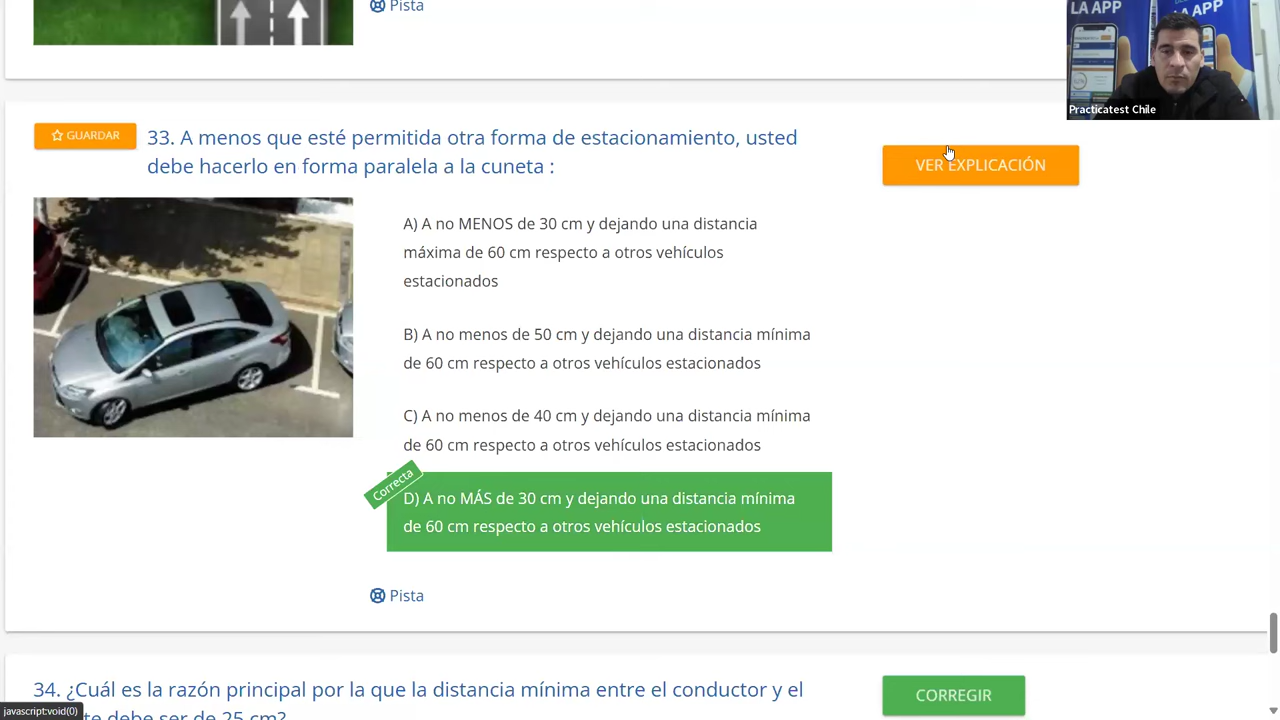 Pista
LA APP
LA APP
Practicatest Chile
GUARDAR
33. A menos que esté permitida otra forma de estacionamiento, usted
debe hacerlo en forma paralela a la cuneta :
VER EXPLICACIÓN
A) A no MENOS de 30 cm y dejando una distancia
máxima de 60 cm respecto a otros vehículos
estacionados
B) A no menos de 50 cm y dejando una distancia mínima
de 60 cm respecto a otros vehículos estacionados
C) A no menos de 40 cm y dejando una distancia mínima
de 60 cm respecto a otros vehículos estacionados
Correcta
D) A no MÁS de 30 cm y dejando una distancia mínima
de 60 cm respecto a otros vehículos estacionados
Pista
34. ¿Cuál es la razón principal por la que la distancia mínima entre el conductor y el
te debe ser de 25 cm?
CORREGIR
javascript:void(0)